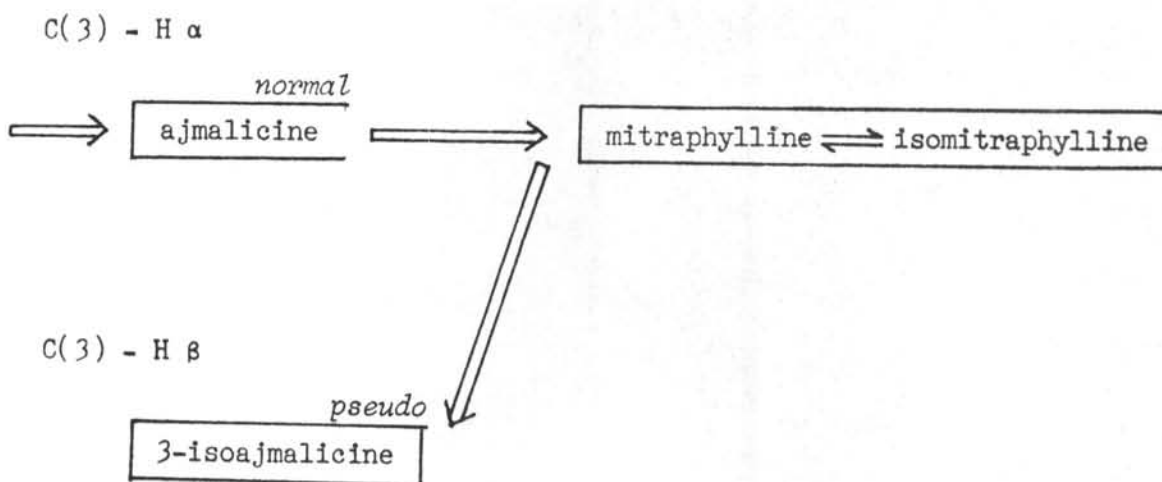 C(3) - H α
normal
ajmalicine
mitraphylline ⇌ isomitraphylline
C(3) - H β
pseudo
3-isoajmalicine